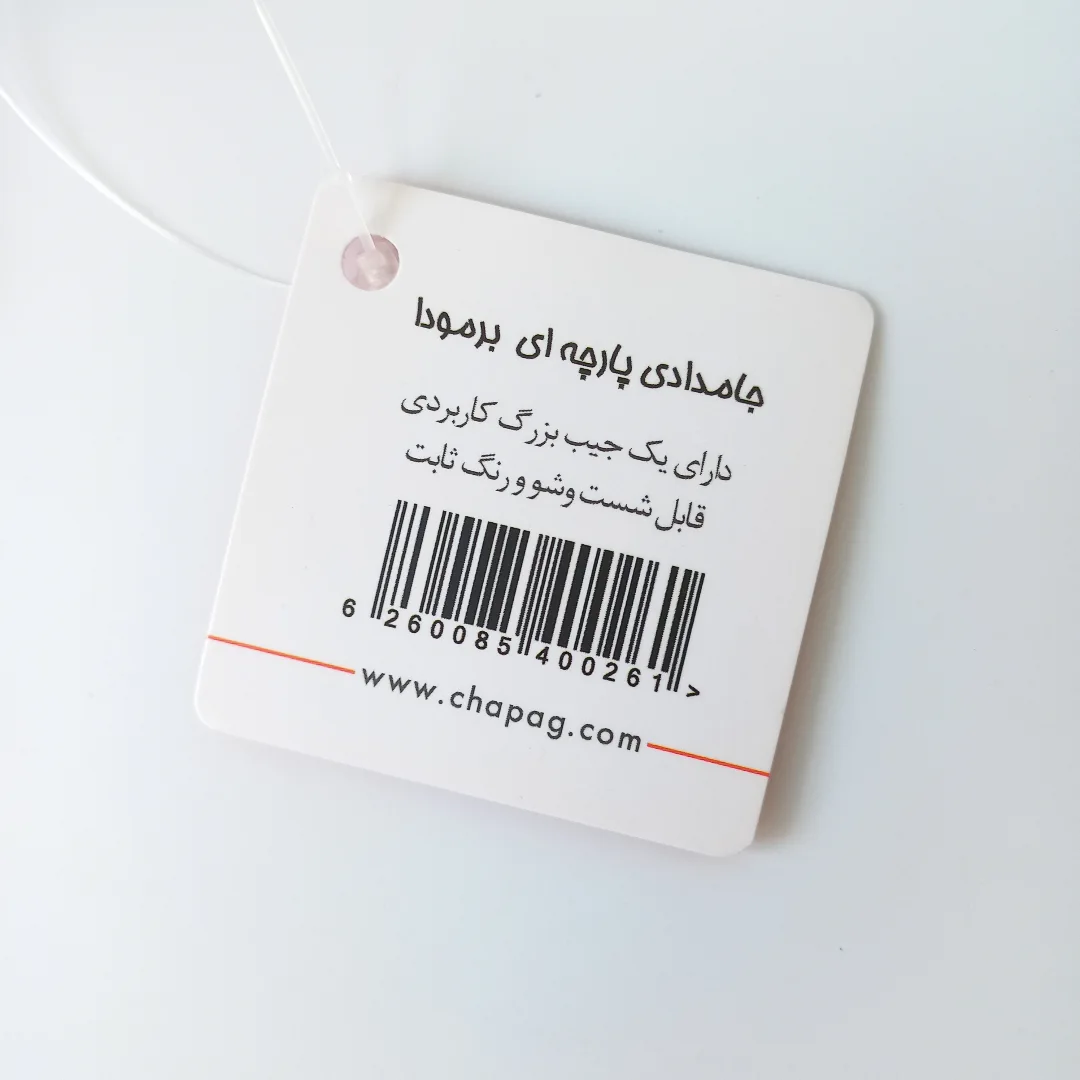 جامدادی پارچه ای برمودا
دارای یک جیب بزرگ کاربردی
قابل شست‌وشو و رنگ ثابت
6 260085 400261 >
www.chapag.com